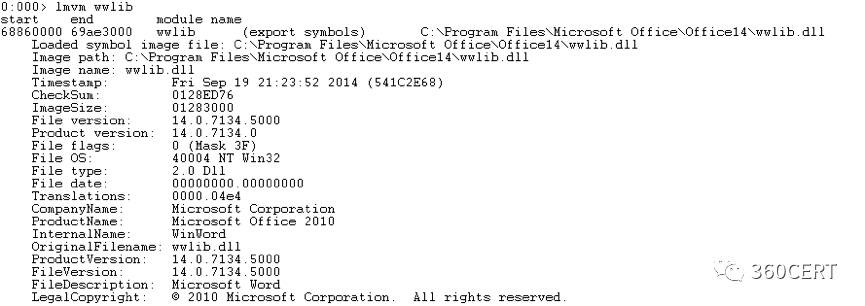 0:000> lmvm wwlib
start    end        module name
68860000 69ae3000   wwlib      (export symbols)       C:\Program Files\Microsoft Office\Office14\wwlib.dll
    Loaded symbol image file: C:\Program Files\Microsoft Office\Office14\wwlib.dll
    Image path: C:\Program Files\Microsoft Office\Office14\wwlib.dll
    Image name: wwlib.dll
    Timestamp:        Fri Sep 19 21:23:52 2014 (541C2E68)
    CheckSum:         0128ED76
    ImageSize:        01283000
    File version:     14.0.7134.5000
    Product version:  14.0.7134.0
    File flags:       0 (Mask 3F)
    File OS:          40004 NT Win32
    File type:        2.0 Dll
    File date:        00000000.00000000
    Translations:     0000.04e4
    CompanyName:      Microsoft Corporation
    ProductName:      Microsoft Office 2010
    InternalName:     WinWord
    OriginalFilename: wwlib.dll
    ProductVersion:   14.0.7134.5000
    FileVersion:      14.0.7134.5000
    FileDescription:  Microsoft Word
    LegalCopyright:   © 2010 Microsoft Corporation.  All rights reserved.
360CERT